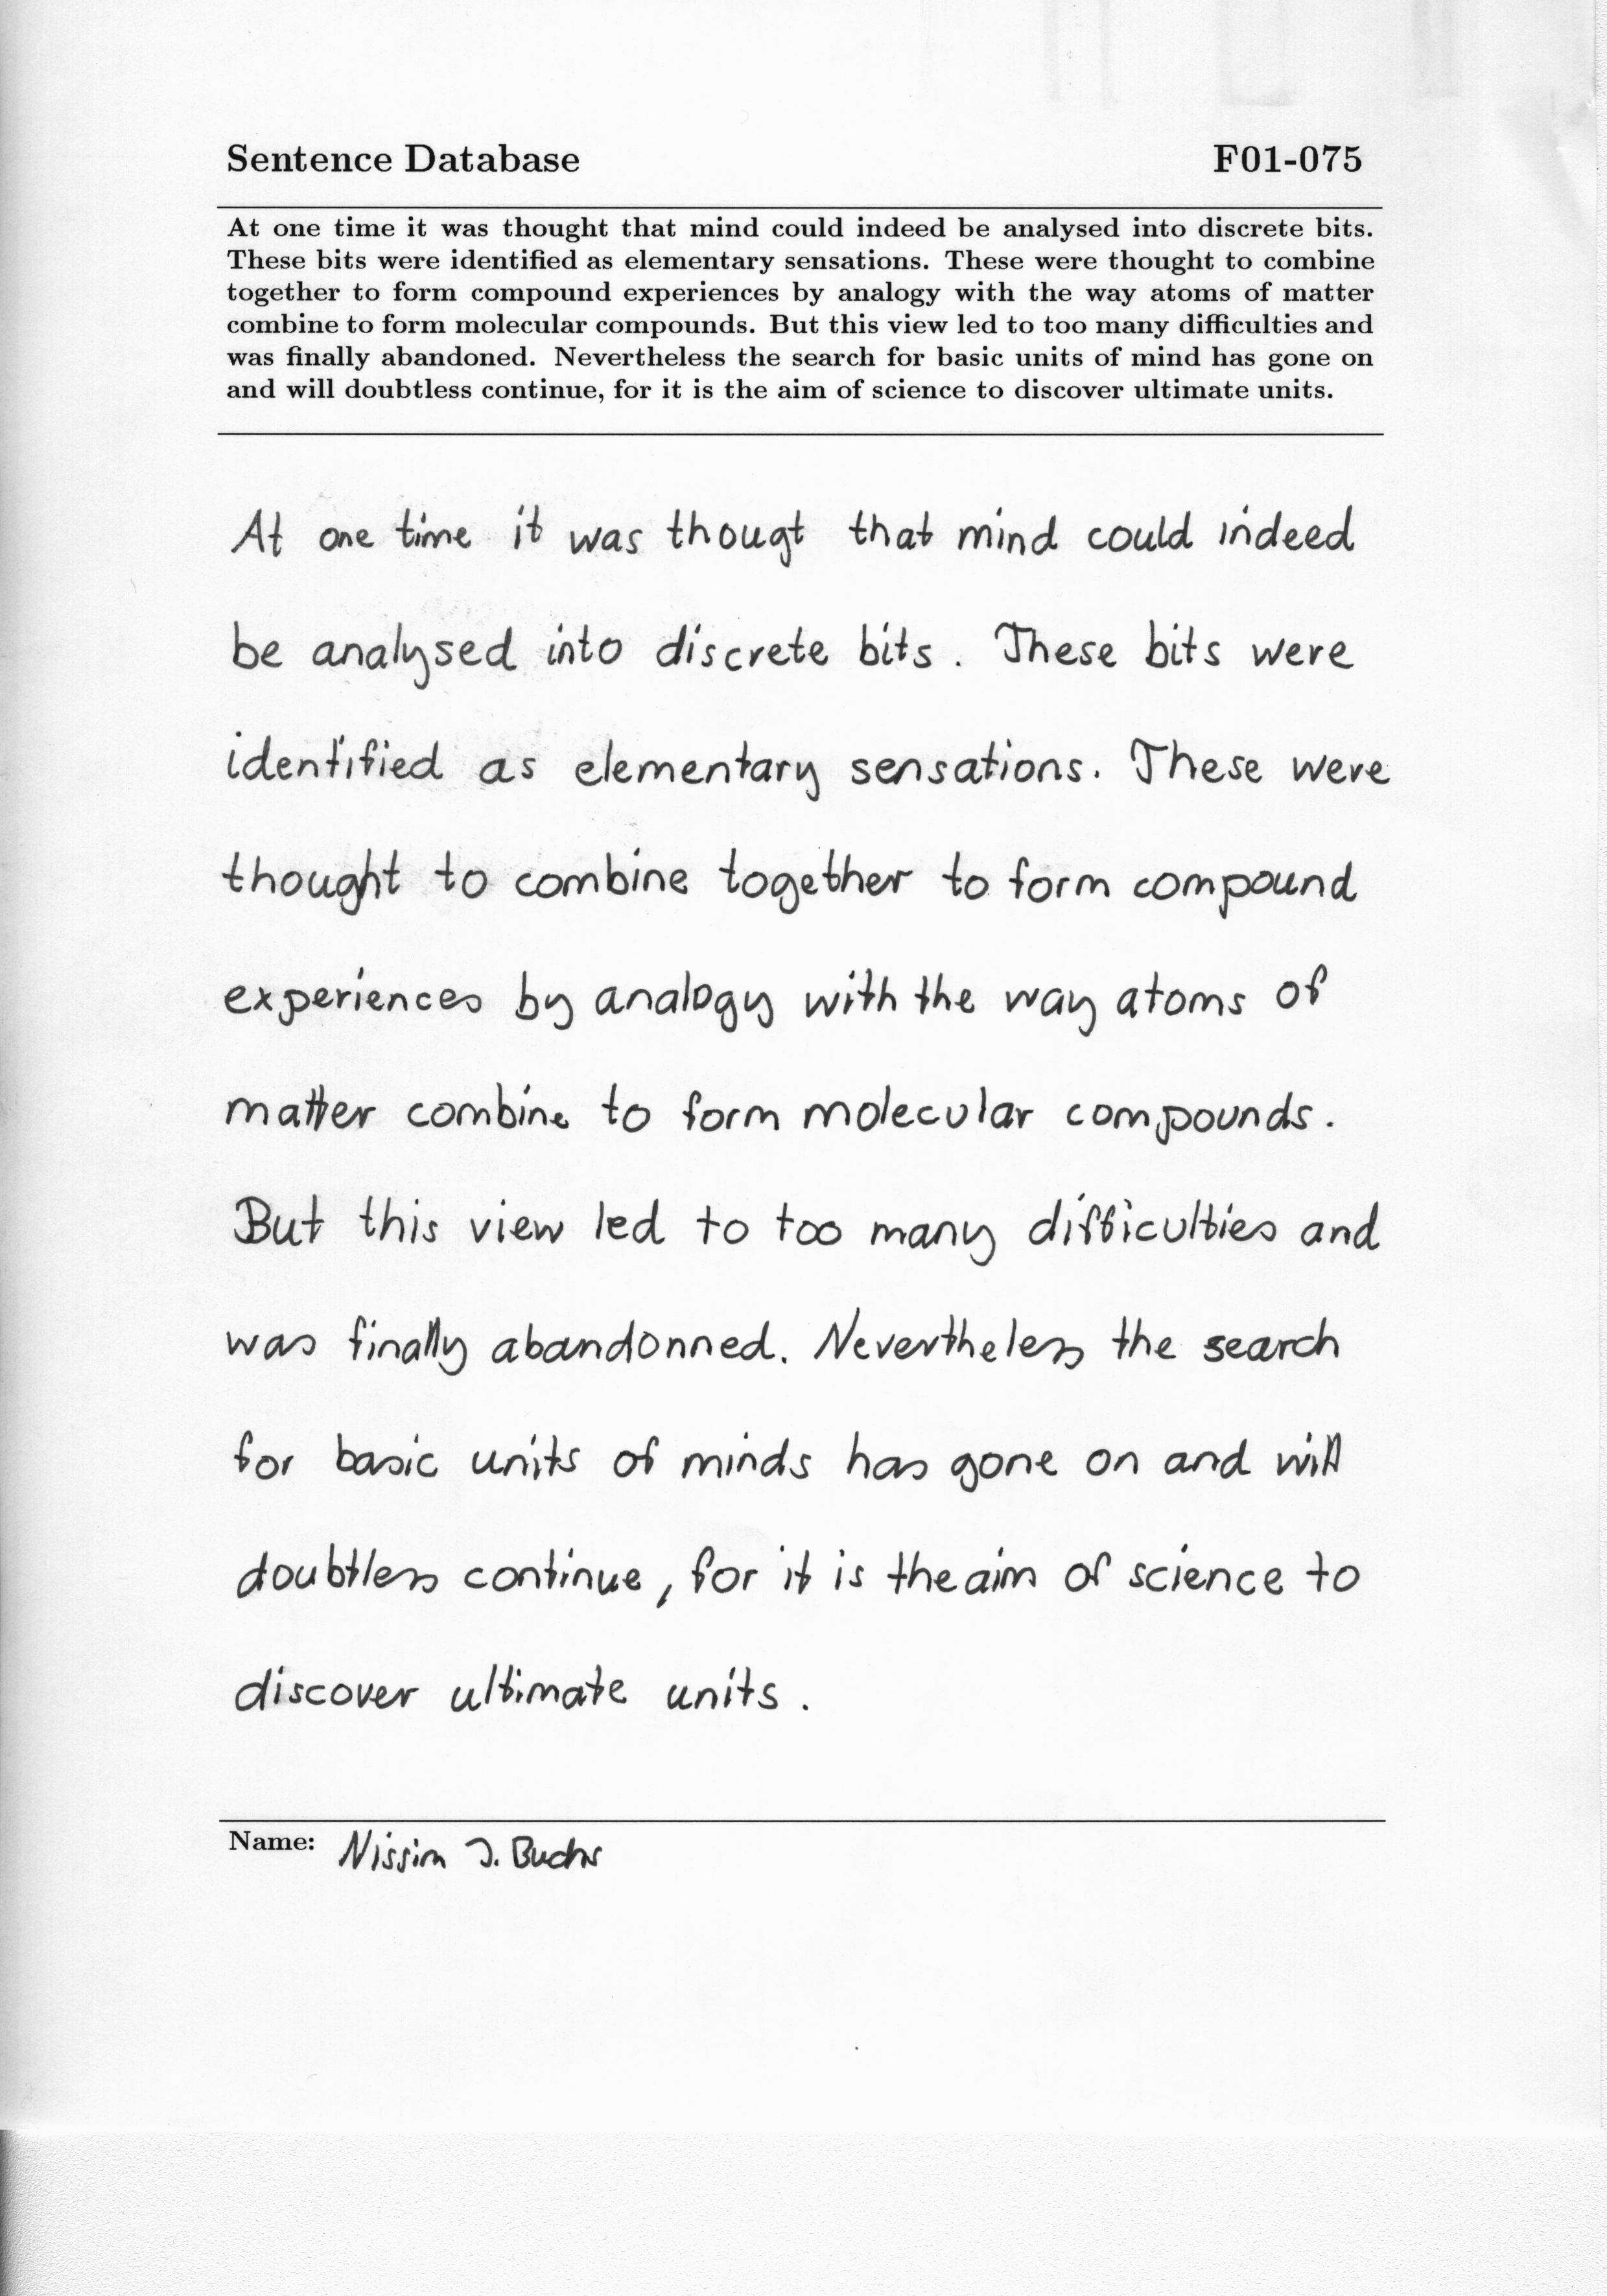 Sentence Database F01-075
At one time it was thought that mind could indeed be analysed into discrete bits.
These bits were identified as elementary sensations. These were thought to combine
together to form compound experiences by analogy with the way atoms of matter
combine to form molecular compounds. But this view led to too many difficulties and
was finally abandoned. Nevertheless the search for basic units of mind has gone on
and will doubtless continue, for it is the aim of science to discover ultimate units.
At one time it was thougt that mind could indeed
be analysed into discrete bits. These bits were
identified as elementary sensations. These were
thought to combine together to form compound
experiences by analogy with the way atoms of
matter combine to form molecular compounds.
But this view led to too many difficulties and
was finally abandonned. Nevertheless the search
for basic units of minds has gone on and will
doubtless continue, for it is the aim of science to
discover ultimate units.
Name: Nissim J. Buchs